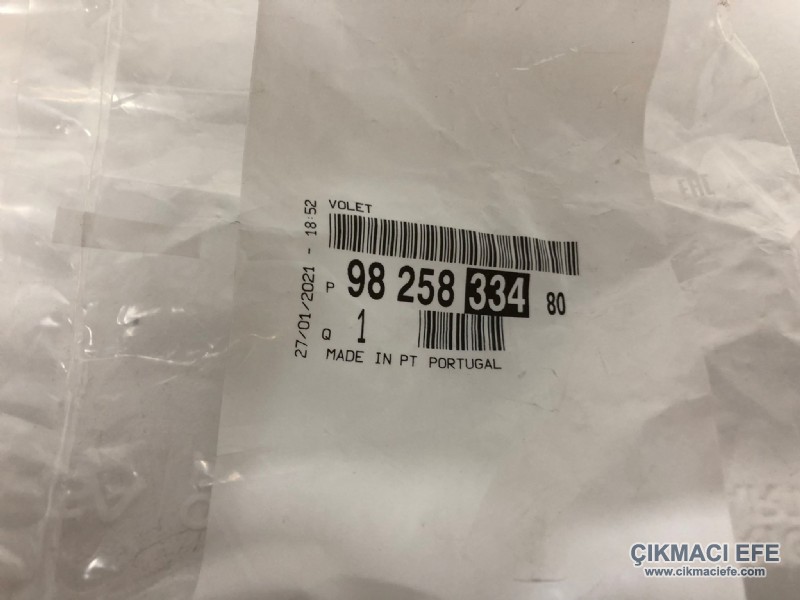 27/01/2021 - 18:52
VOLET
P 98 258 334 80
Q 1
MADE IN PT PORTUGAL
EAC
ÇIKMACI EFE
www.cikmaciefe.com